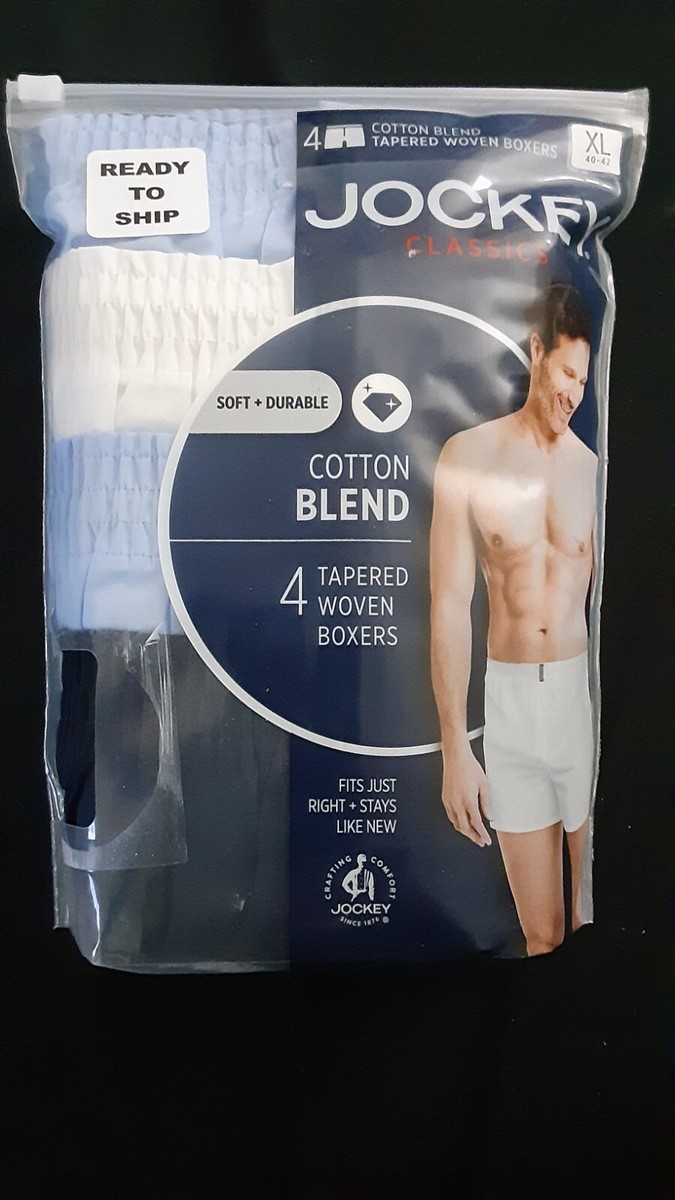 READY
TO
SHIP
4 COTTON BLEND
TAPERED WOVEN BOXERS
XL
40-42
JOCKEY
CLASSICS
SOFT + DURABLE
COTTON
BLEND
4 TAPERED
WOVEN
BOXERS
FITS JUST
RIGHT + STAYS
LIKE NEW
CRAFTING COMFORT
JOCKEY
SINCE 1876 ®